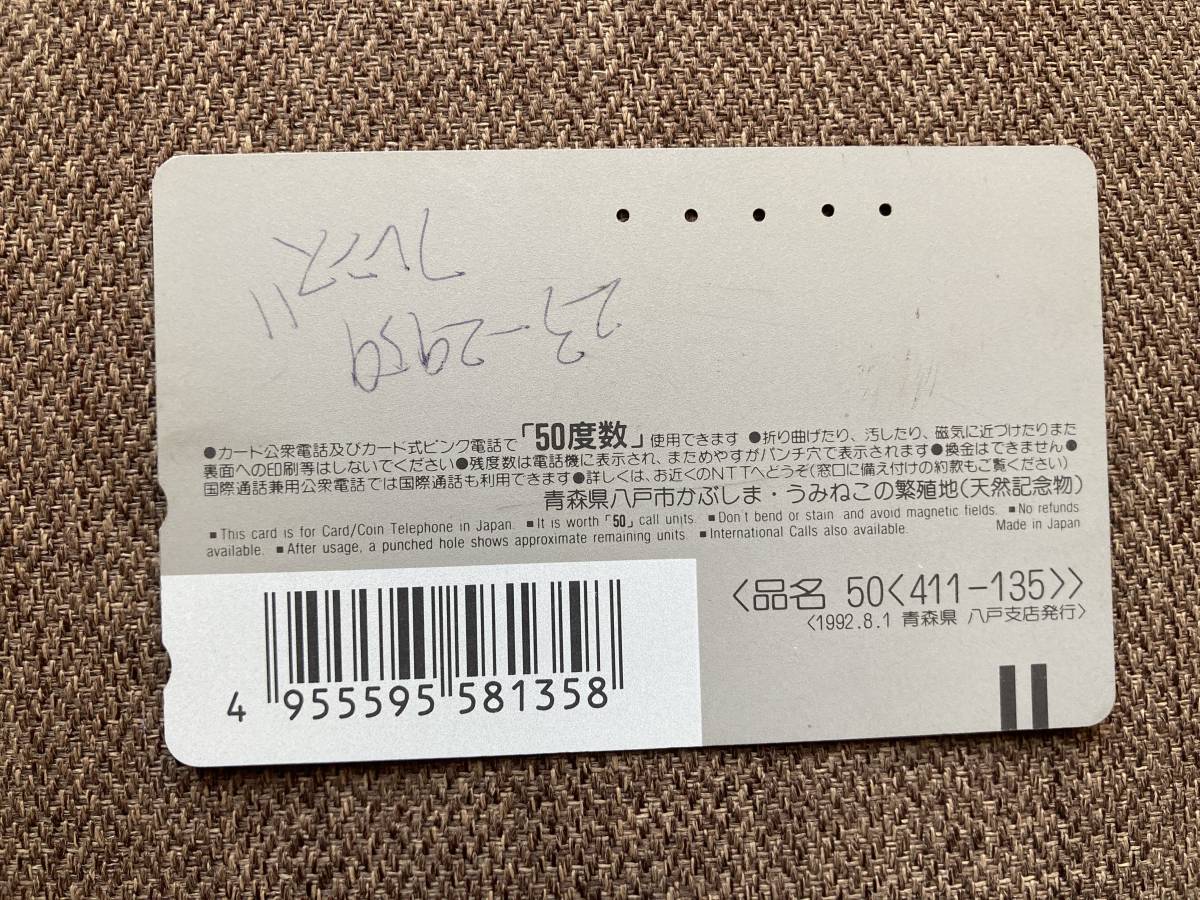 23-2959
●カード公衆電話及びカード式ピンク電話で「50度数」使用できます ●折り曲げたり、汚したり、磁気に近づけたりまた
裏面への印刷等はしないでください●残度数は電話機に表示され、まためやすがパンチ穴で表示されます●換金はできません●
国際通話兼用公衆電話では国際通話も利用できます●詳しくは、お近くのNTTへどうぞ(窓口に備え付けの約款もご覧ください)
青森県八戸市かぶしま・うみねこの繁殖地(天然記念物)
■This card is for Card/Coin Telephone in Japan. ■It is worth「50」call units. ■Don't bend or stain and avoid magnetic fields. ■No refunds
available. ■After usage, a punched hole shows approximate remaining units ■International Calls also available. Made in Japan
<品名 50<411-135>>
<1992.8.1 青森県 八戸支店発行>
4 955595 581358